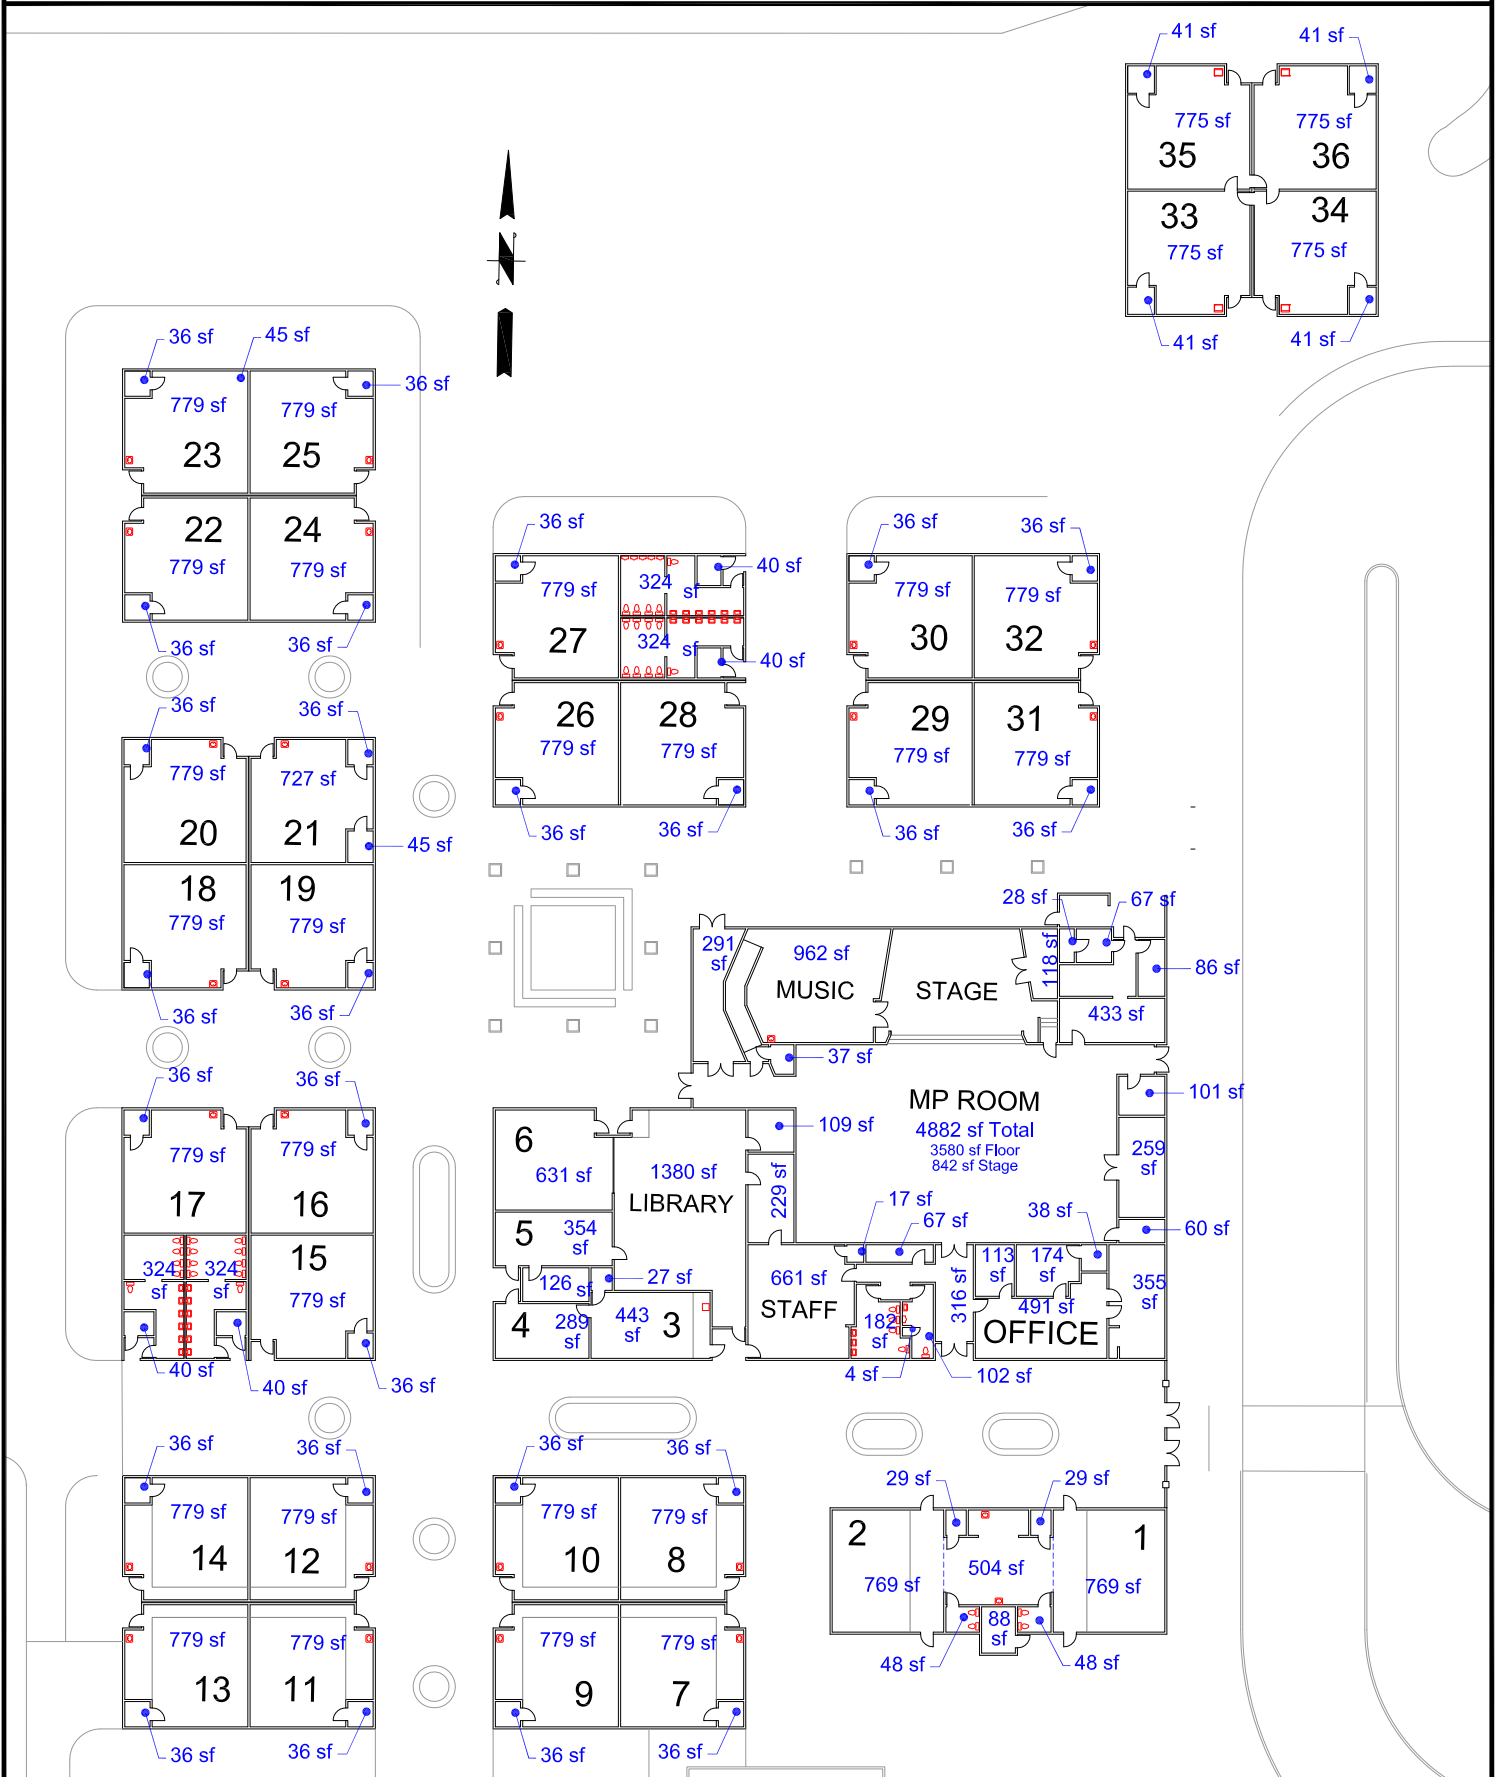 41 sf
41 sf
775 sf
775 sf
35
36
33
34
775 sf
775 sf
41 sf
41 sf
N
36 sf
45 sf
36 sf
779 sf
779 sf
23
25
22
24
779 sf
779 sf
36 sf
36 sf
36 sf
40 sf
779 sf
324
sf
27
324
sf
40 sf
26
28
779 sf
779 sf
36 sf
36 sf
36 sf
36 sf
779 sf
779 sf
30
32
29
31
779 sf
779 sf
36 sf
36 sf
36 sf
36 sf
779 sf
727 sf
20
21
45 sf
18
19
779 sf
779 sf
36 sf
36 sf
28 sf
67 sf
291
sf
962 sf
MUSIC
STAGE
118 sf
86 sf
433 sf
37 sf
MP ROOM
4882 sf Total
3580 sf Floor
842 sf Stage
101 sf
109 sf
259
sf
229 sf
17 sf
67 sf
38 sf
60 sf
36 sf
36 sf
779 sf
779 sf
17
16
324
sf
324
sf
15
779 sf
40 sf
40 sf
36 sf
6
631 sf
1380 sf
LIBRARY
5
354
sf
126
sf
27 sf
4
289
sf
443
sf
3
661 sf
STAFF
182
sf
316 sf
113
sf
174
sf
491 sf
OFFICE
355
sf
4 sf
102 sf
36 sf
36 sf
779 sf
779 sf
14
12
779 sf
779 sf
13
11
36 sf
36 sf
36 sf
36 sf
779 sf
779 sf
10
8
779 sf
779 sf
9
7
36 sf
36 sf
29 sf
29 sf
2
1
504 sf
769 sf
769 sf
88
sf
48 sf
48 sf